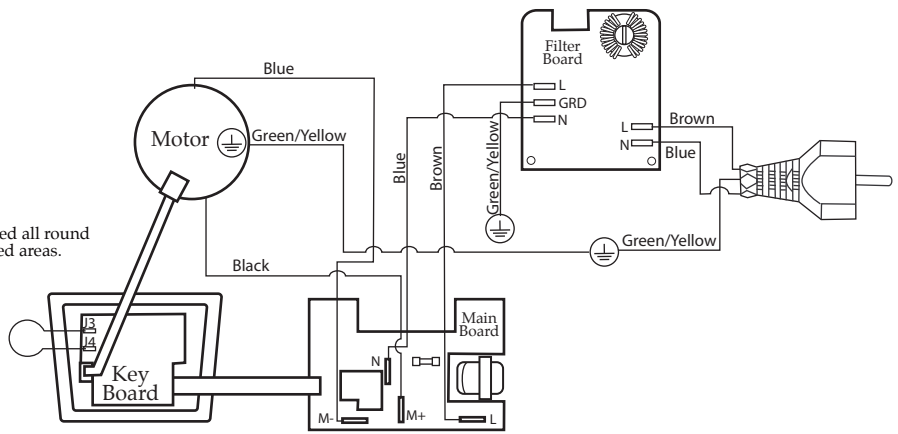 Blue
Filter
Board
L
GRD
N
L
N
Brown
Blue
Motor
Green/Yellow
Blue
Brown
Green/Yellow
Green/Yellow
ed all round
ed areas.
Black
J3
J4
Key
Board
Main
Board
N
M-
M+
L